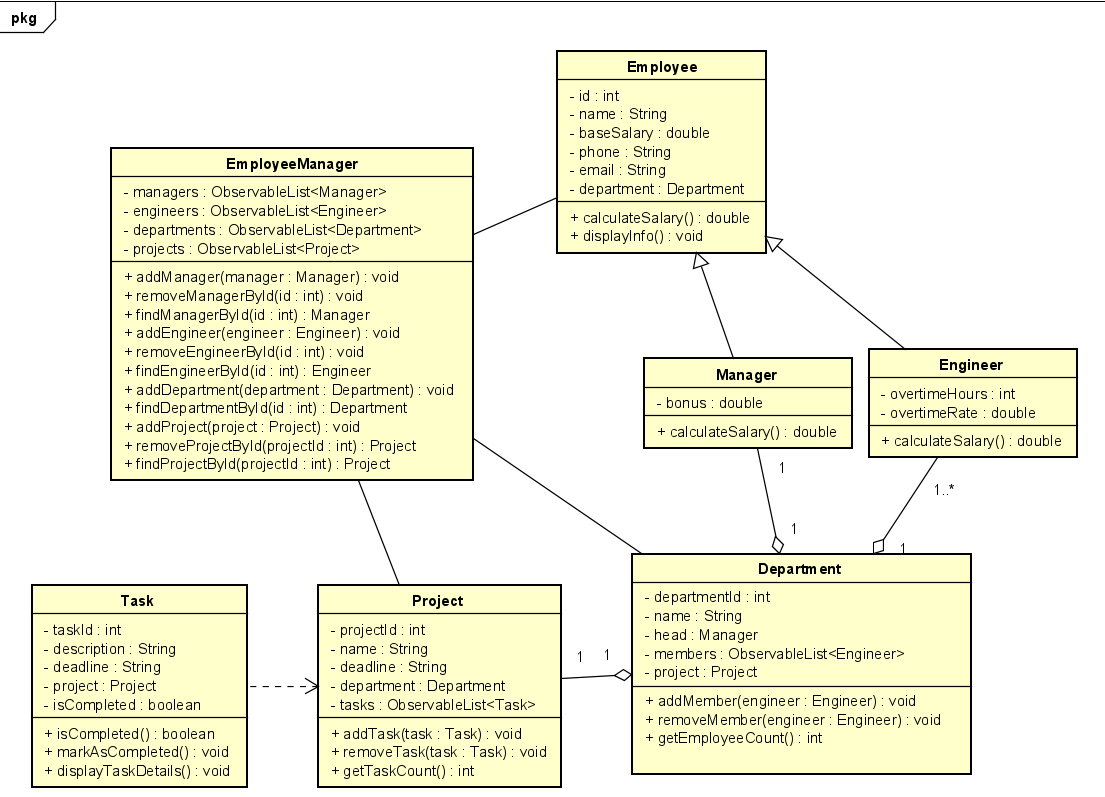 pkg
Employee
- id : int
- name : String
- baseSalary : double
- phone : String
- email : String
- department : Department
+ calculateSalary() : double
+ displayInfo() : void
EmployeeManager
- managers : ObservableList<Manager>
- engineers : ObservableList<Engineer>
- departments : ObservableList<Department>
- projects : ObservableList<Project>
+ addManager(manager : Manager) : void
+ removeManagerById(id : int) : void
+ findManagerById(id : int) : Manager
+ addEngineer(engineer : Engineer) : void
+ removeEngineerById(id : int) : void
+ findEngineerById(id : int) : Engineer
+ addDepartment(department : Department) : void
+ findDepartmentById(id : int) : Department
+ addProject(project : Project) : void
+ removeProjectById(projectId : int) : Project
+ findProjectById(projectId : int) : Project
Manager
- bonus : double
+ calculateSalary() : double
Engineer
- overtimeHours : int
- overtimeRate : double
+ calculateSalary() : double
1
1..*
1
1
Department
- departmentId : int
- name : String
- head : Manager
- members : ObservableList<Engineer>
- project : Project
+ addMember(engineer : Engineer) : void
+ removeMember(engineer : Engineer) : void
+ getEmployeeCount() : int
Task
- taskId : int
- description : String
- deadline : String
- project : Project
- isCompleted : boolean
+ isCompleted() : boolean
+ markAsCompleted() : void
+ displayTaskDetails() : void
Project
- projectId : int
- name : String
- deadline : String
- department : Department
- tasks : ObservableList<Task>
+ addTask(task : Task) : void
+ removeTask(task : Task) : void
+ getTaskCount() : int
1 1